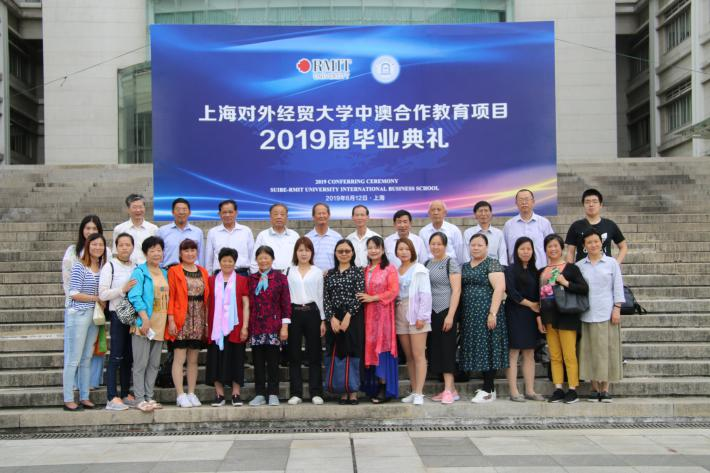 RMIT
UNIVERSITY
上海对外经贸大学中澳合作教育项目
2019届毕业典礼
2019 CONFERRING CEREMONY
SUIBE-RMIT UNIVERSITY INTERNATIONAL BUSINESS SCHOOL
2019年6月12日·上海